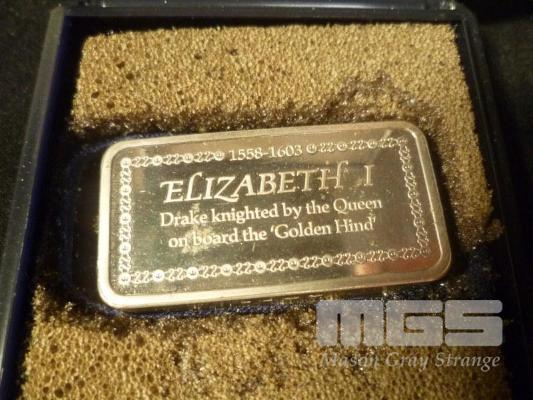 1558-1603
ELIZABETH I
Drake knighted by the Queen
on board the 'Golden Hind'
MGS
Mason Gray Strange